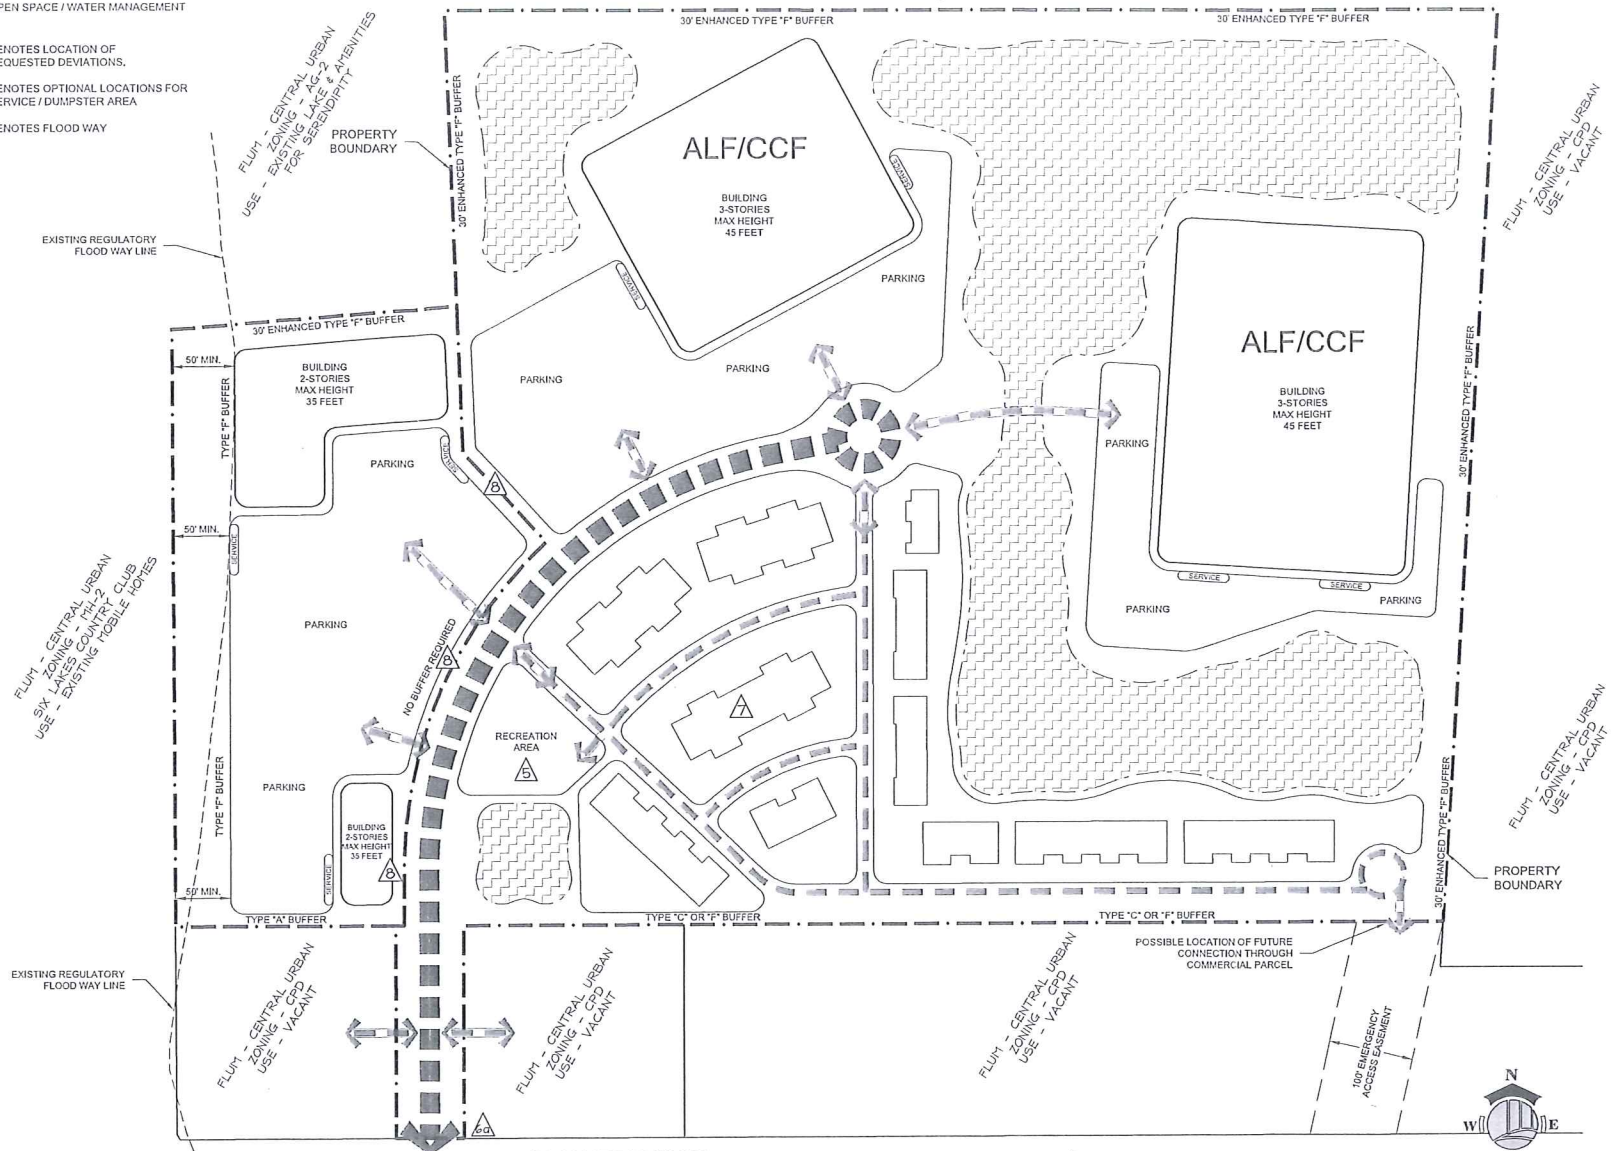 PEN SPACE / WATER MANAGEMENT
ENOTES LOCATION OF
EQUESTED DEVIATIONS.
ENOTES OPTIONAL LOCATIONS FOR
ERVICE / DUMPSTER AREA
ENOTES FLOOD WAY
FLUM - CENTRAL URBAN
ZONING - AG-2
USE - EXISTING LAKE & AMENITIES
FOR SERENDIPITY
PROPERTY
BOUNDARY
30' ENHANCED TYPE "F" BUFFER
30' ENHANCED TYPE "F" BUFFER
30' ENHANCED TYPE "F" BUFFER
ALF/CCF
BUILDING
3-STORIES
MAX HEIGHT
45 FEET
SERVICE
SERVICE
PARKING
PARKING
PARKING
FLUM - CENTRAL URBAN
ZONING - CPD
USE - VACANT
EXISTING REGULATORY
FLOOD WAY LINE
30' ENHANCED TYPE "F" BUFFER
50' MIN.
BUILDING
2-STORIES
MAX HEIGHT
35 FEET
TYPE "F" BUFFER
PARKING
SERVICE
8
ALF/CCF
BUILDING
3-STORIES
MAX HEIGHT
45 FEET
PARKING
30' ENHANCED TYPE "F" BUFFER
50' MIN.
SERVICE
SERVICE
SERVICE
PARKING
PARKING
FLUM - CENTRAL URBAN
ZONING - MH-2
SIX LAKES COUNTRY CLUB
USE - EXISTING MOBILE HOMES
PARKING
NO BUFFER REQUIRED
8
7
RECREATION
AREA
5
FLUM - CENTRAL URBAN
ZONING - CPD
USE - VACANT
PARKING
TYPE "F" BUFFER
BUILDING
2-STORIES
MAX HEIGHT
35 FEET
8
SERVICE
50' MIN.
30' ENHANCED TYPE "F" BUFFER
PROPERTY
BOUNDARY
TYPE "A" BUFFER
TYPE "C" OR "F" BUFFER
TYPE "C" OR "F" BUFFER
POSSIBLE LOCATION OF FUTURE
CONNECTION THROUGH
COMMERCIAL PARCEL
EXISTING REGULATORY
FLOOD WAY LINE
FLUM - CENTRAL URBAN
ZONING - CPD
USE - VACANT
FLUM - CENTRAL URBAN
ZONING - CPD
USE - VACANT
FLUM - CENTRAL URBAN
ZONING - CPD
USE - VACANT
100' EMERGENCY
ACCESS EASEMENT
6a
N
W
E